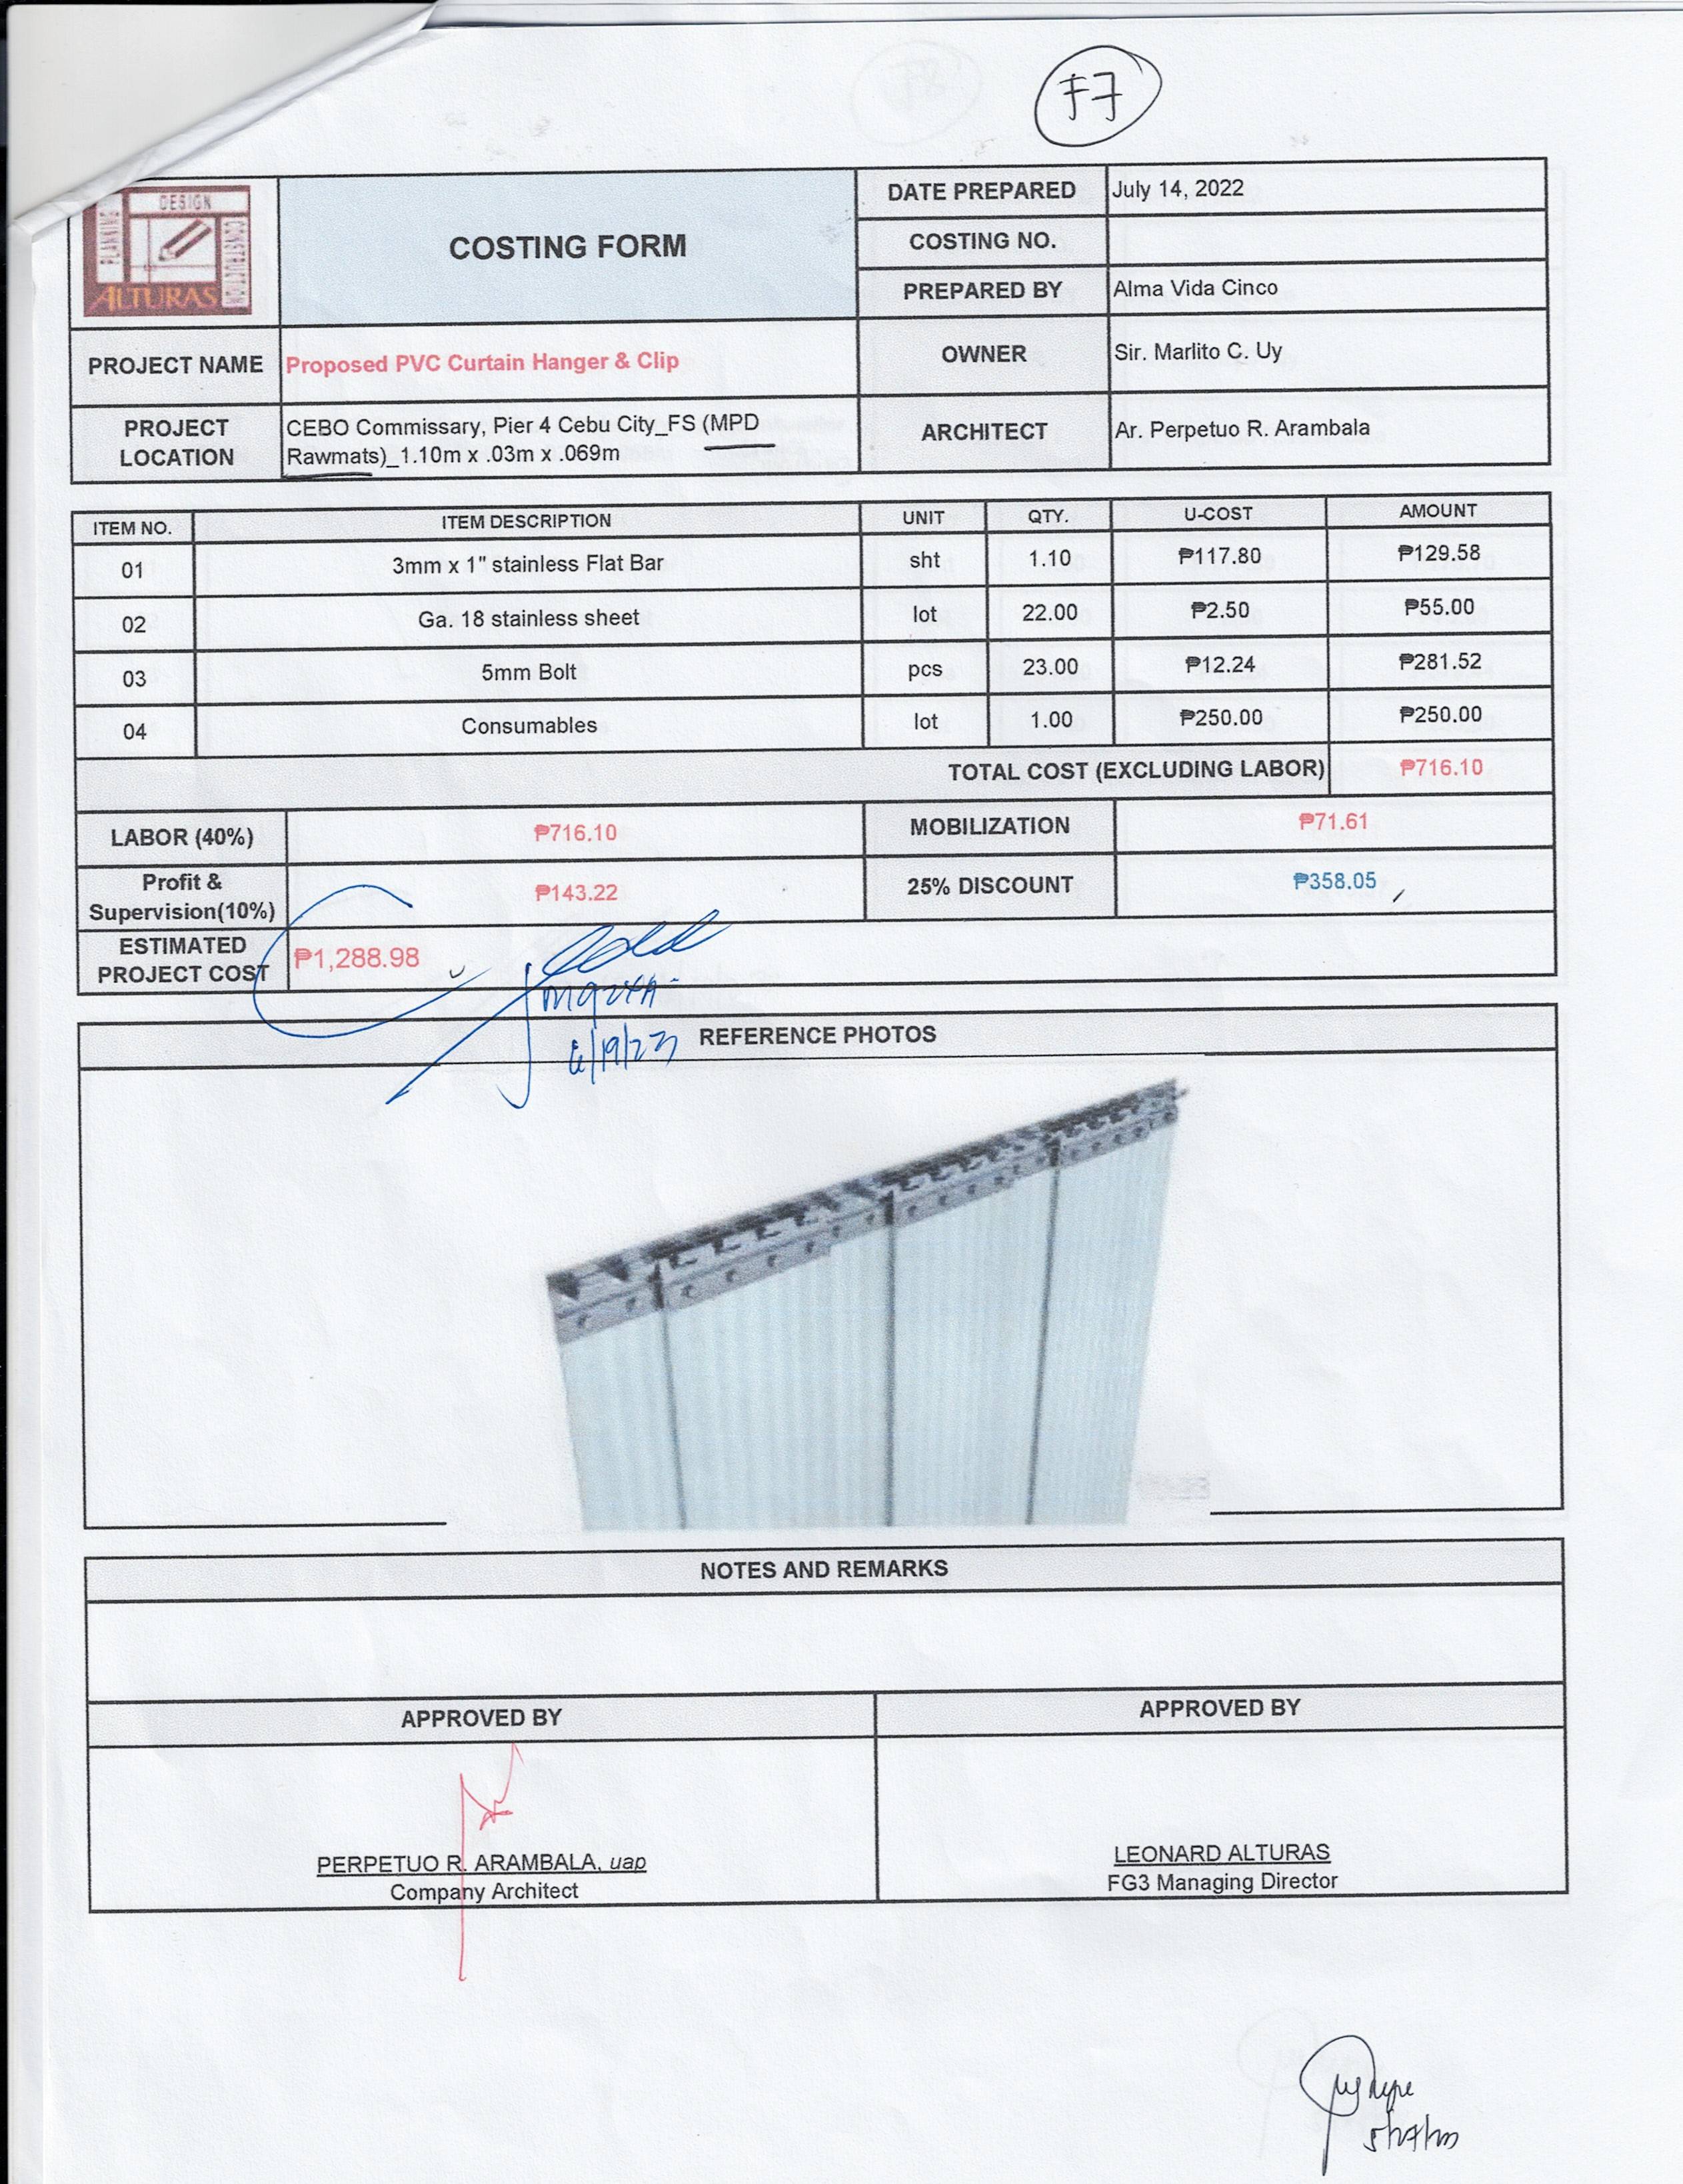 F7
DESIGN
PLANNING
CONSTRUCTION
ALTURAS
COSTING FORM
DATE PREPARED July 14, 2022
COSTING NO.
PREPARED BY Alma Vida Cinco
PROJECT NAME Proposed PVC Curtain Hanger & Clip OWNER Sir. Marlito C. Uy
PROJECT LOCATION CEBO Commissary, Pier 4 Cebu City_FS (MPD
Rawmats)_1.10m x .03m x .069m
ARCHITECT Ar. Perpetuo R. Arambala
ITEM NO. ITEM DESCRIPTION UNIT QTY. U-COST AMOUNT
01 3mm x 1" stainless Flat Bar sht 1.10 ₱117.80 ₱129.58
02 Ga. 18 stainless sheet lot 22.00 ₱2.50 ₱55.00
03 5mm Bolt pcs 23.00 ₱12.24 ₱281.52
04 Consumables lot 1.00 ₱250.00 ₱250.00
TOTAL COST (EXCLUDING LABOR) ₱716.10
LABOR (40%) ₱716.10 MOBILIZATION ₱71.61
Profit &
Supervision(10%) ₱143.22 25% DISCOUNT ₱358.05
ESTIMATED
PROJECT COST ₱1,288.98
6/19/23
REFERENCE PHOTOS
NOTES AND REMARKS
APPROVED BY APPROVED BY
PERPETUO R. ARAMBALA, uap
Company Architect
LEONARD ALTURAS
FG3 Managing Director